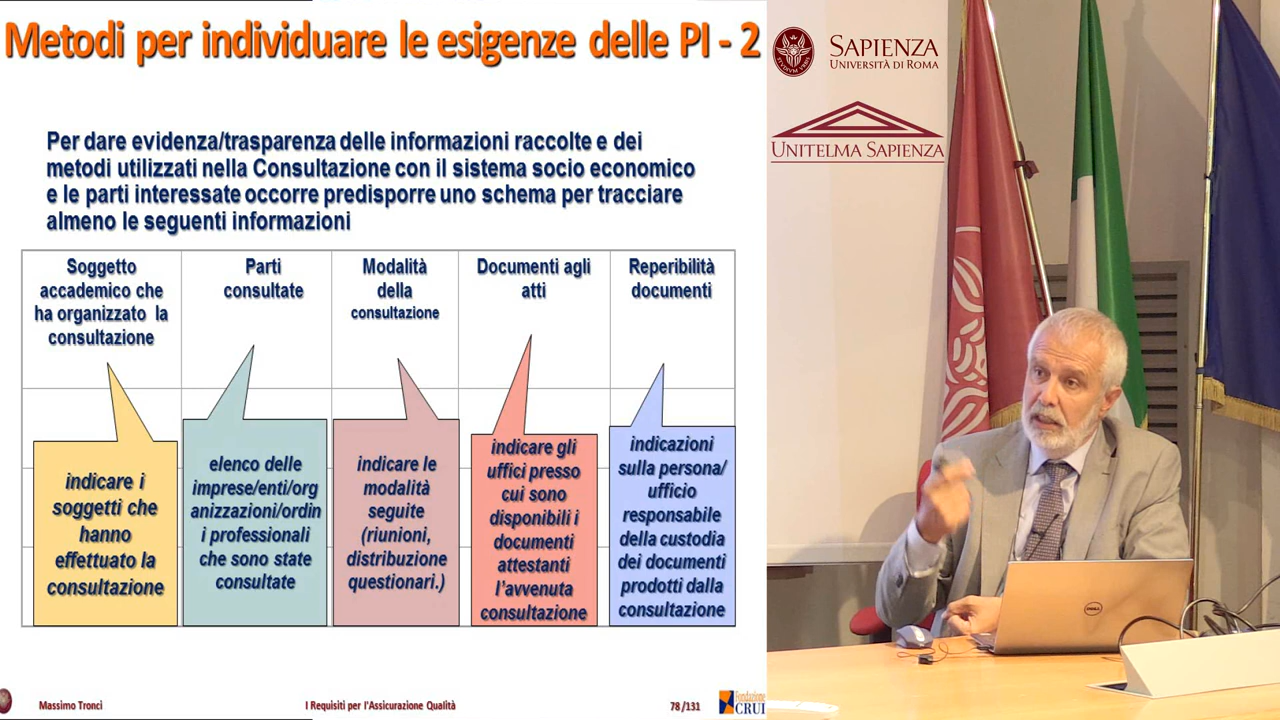 Metodi per individuare le esigenze delle PI - 2
Per dare evidenza/trasparenza delle informazioni raccolte e dei
metodi utilizzati nella Consultazione con il sistema socio economico
e le parti interessate occorre predisporre uno schema per tracciare
almeno le seguenti informazioni
Soggetto
accademico che
ha organizzato la
consultazione
Parti
consultate
Modalità
della
consultazione
Documenti agli
atti
Reperibilità
documenti
indicare i
soggetti che
hanno
effettuato la
consultazione
elenco delle
imprese/enti/org
anizzazioni/ordin
i professionali
che sono state
consultate
indicare le
modalità
seguite
(riunioni,
distribuzione
questionari.)
indicare gli
uffici presso
cui sono
disponibili i
documenti
attestanti
l'avvenuta
consultazione
indicazioni
sulla persona/
ufficio
responsabile
della custodia
dei documenti
prodotti dalla
consultazione
Massimo Tronci
I Requisiti per l'Assicurazione Qualità
78 /131
Fondazione
CRUI
SAPIENZA
UNIVERSITÀ DI ROMA
UNITELMA SAPIENZA
DELL